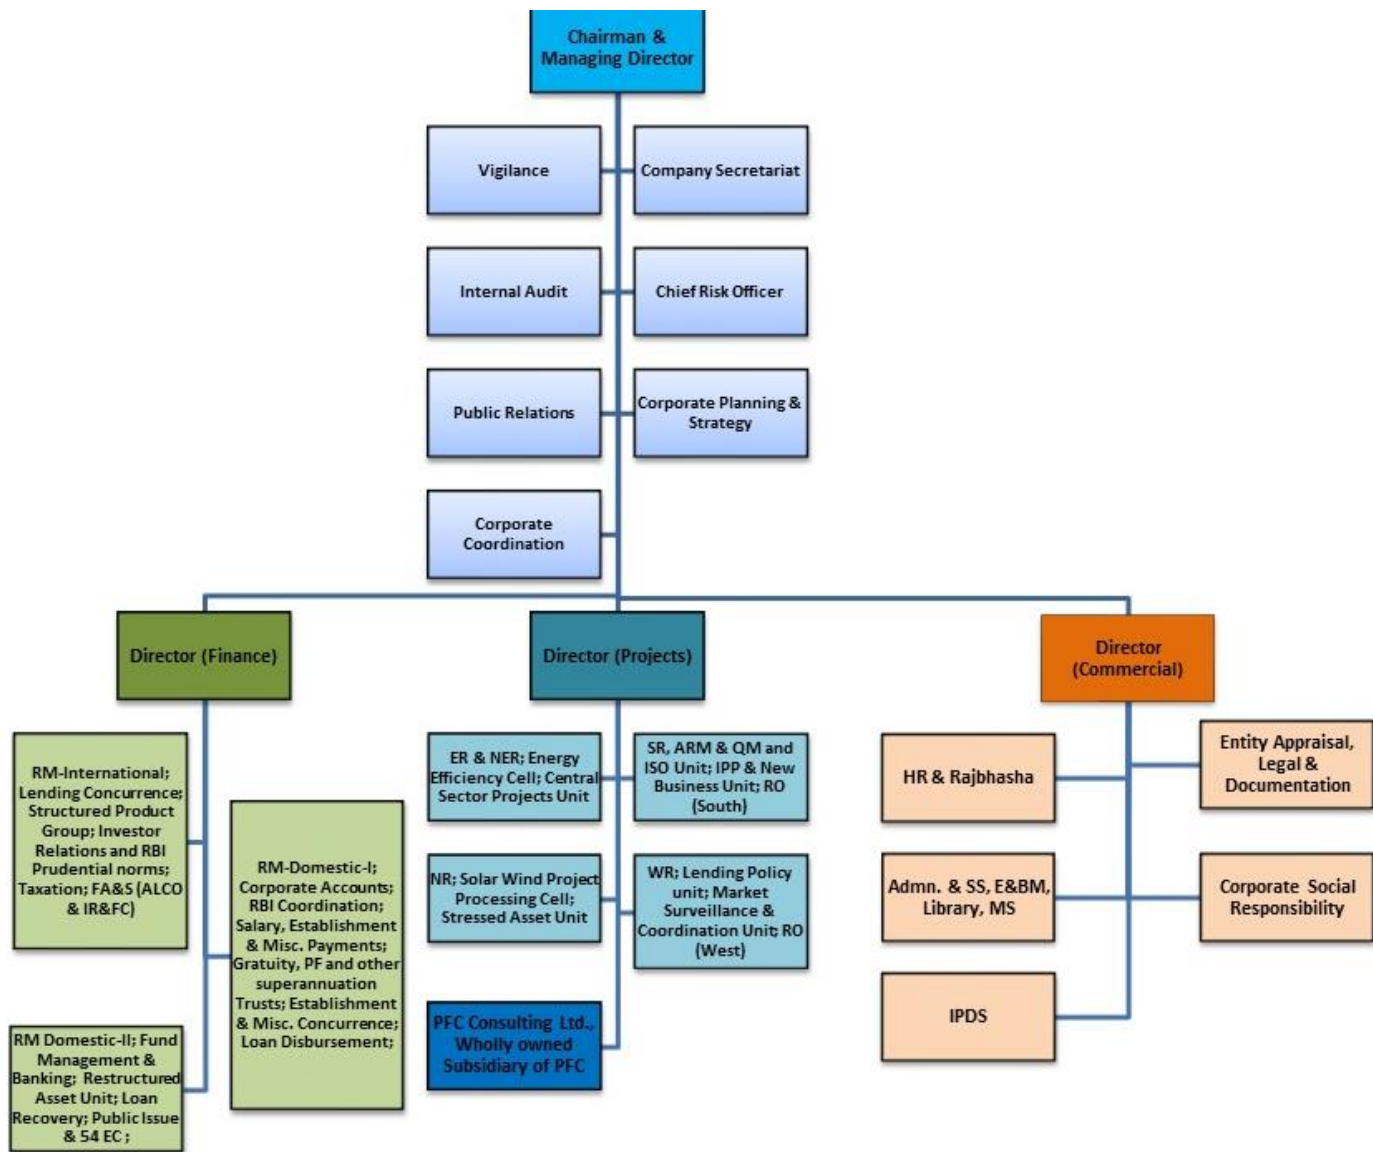 Chairman &
Managing Director
Vigilance
Company Secretariat
Internal Audit
Chief Risk Officer
Public Relations
Corporate Planning &
Strategy
Corporate
Coordination
Director (Finance)
Director (Projects)
Director
(Commercial)
RM-International;
Lending Concurrence;
Structured Product
Group; Investor
Relations and RBI
Prudential norms;
Taxation; FA&S (ALCO
& IR&FC)
RM-Domestic-I;
Corporate Accounts;
RBI Coordination;
Salary, Establishment
& Misc. Payments;
Gratuity, PF and other
superannuation
Trusts; Establishment
& Misc. Concurrence;
Loan Disbursement;
RM Domestic-II; Fund
Management &
Banking; Restructured
Asset Unit; Loan
Recovery; Public Issue
& 54 EC ;
ER & NER; Energy
Efficiency Cell; Central
Sector Projects Unit
SR, ARM & QM and
ISO Unit; IPP & New
Business Unit; RO
(South)
NR; Solar Wind Project
Processing Cell;
Stressed Asset Unit
WR; Lending Policy
unit; Market
Surveillance &
Coordination Unit; RO
(West)
PFC Consulting Ltd.,
Wholly owned
Subsidiary of PFC
HR & Rajbhasha
Entity Appraisal,
Legal &
Documentation
Admn. & SS, E&BM,
Library, MS
Corporate Social
Responsibility
IPDS